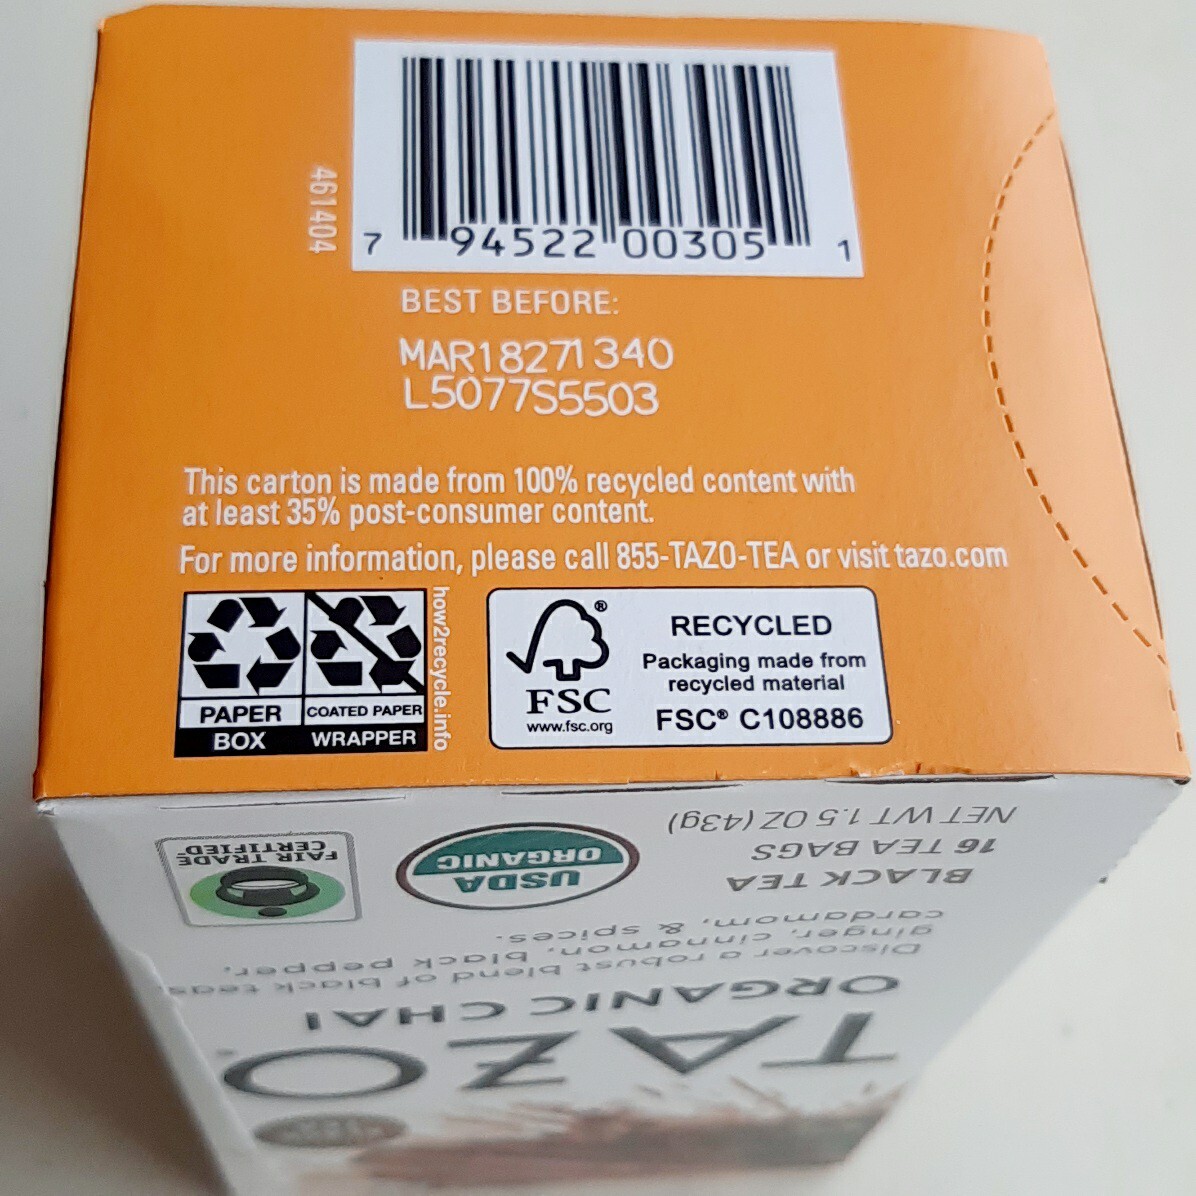 461404
7 94522 00305 1
BEST BEFORE:
MAR18271340
L5077S5503
This carton is made from 100% recycled content with
at least 35% post-consumer content.
For more information, please call 855-TAZO-TEA or visit tazo.com
PAPER
BOX
COATED PAPER
WRAPPER
how2recycle.info
®
FSC
www.fsc.org
RECYCLED
Packaging made from
recycled material
FSC® C108886
TAZO
ORGANIC CHAI
Discover a robust blend of black teas,
ginger, cinnamon, black pepper,
cardamom, & spices.
BLACK TEA
16 TEA BAGS
NET WT 1.5 OZ (43g)
USDA
ORGANIC
FAIR TRADE
CERTIFIED